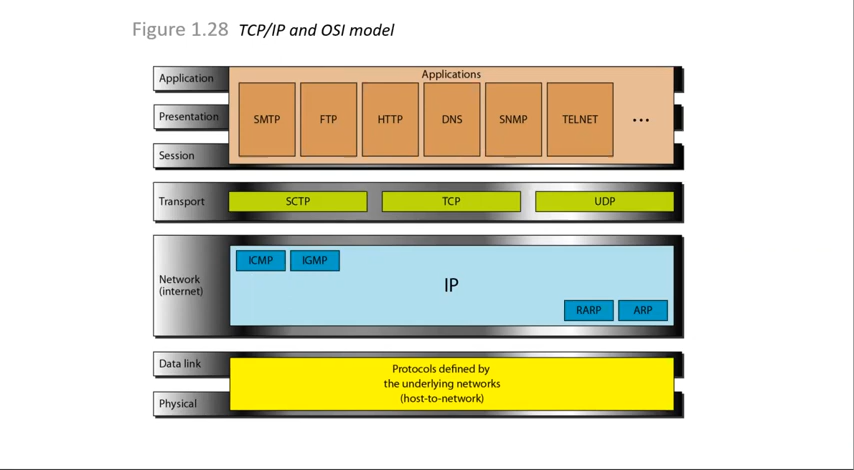 Figure 1.28 TCP/IP and OSI model
Applications
Application
Presentation
Session
SMTP FTP HTTP DNS SNMP TELNET ...
Transport
SCTP TCP UDP
Network
(internet)
ICMP IGMP
IP
RARP ARP
Data link
Physical
Protocols defined by
the underlying networks
(host-to-network)